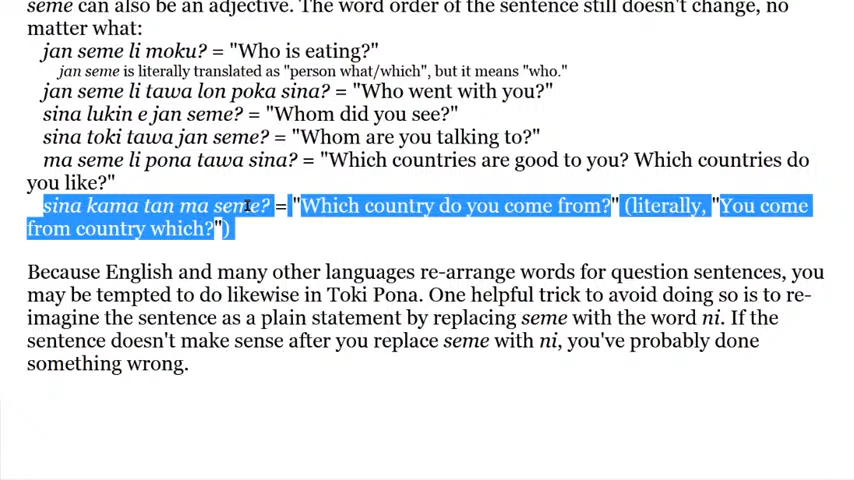 seme can also be an adjective. The word order of the sentence still doesn't change, no
matter what:
jan seme li moku? = "Who is eating?"
jan seme is literally translated as "person what/which", but it means "who."
jan seme li tawa lon poka sina? = "Who went with you?"
sina lukin e jan seme? = "Whom did you see?"
sina toki tawa jan seme? = "Whom are you talking to?"
ma seme li pona tawa sina? = "Which countries are good to you? Which countries do
you like?"
sina kama tan ma seme? = "Which country do you come from?" (literally, "You come
from country which?")
Because English and many other languages re-arrange words for question sentences, you
may be tempted to do likewise in Toki Pona. One helpful trick to avoid doing so is to re-
imagine the sentence as a plain statement by replacing seme with the word ni. If the
sentence doesn't make sense after you replace seme with ni, you've probably done
something wrong.